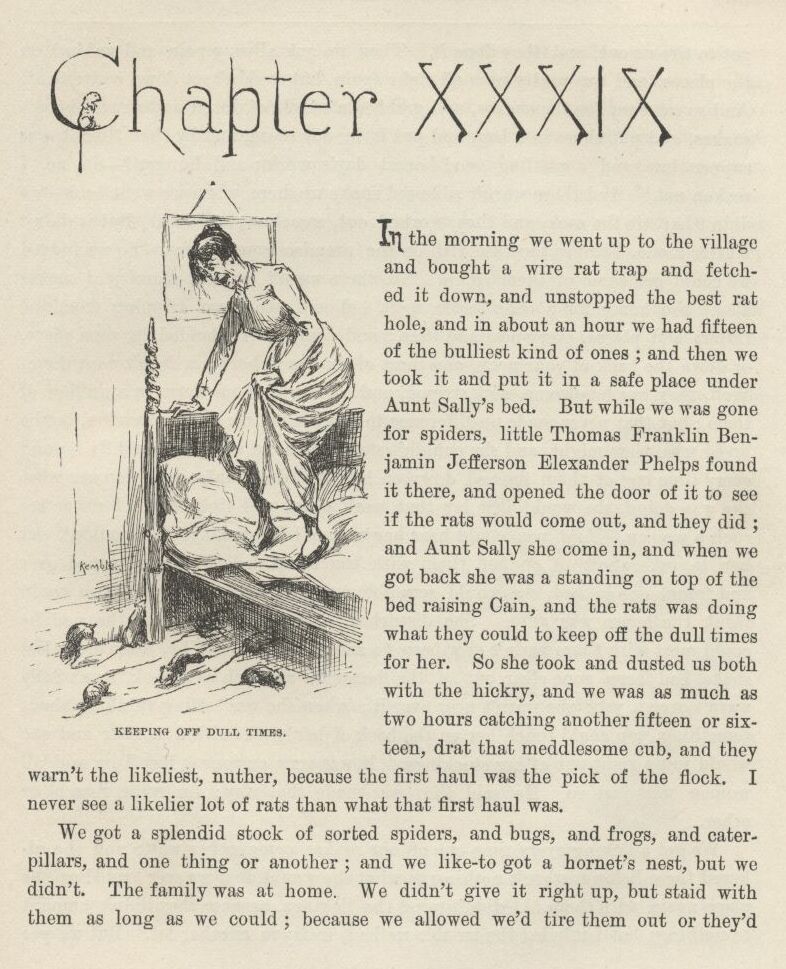 Chapter XXXIX
In the morning we went up to the village
and bought a wire rat trap and fetch-
ed it down, and unstopped the best rat
hole, and in about an hour we had fifteen
of the bulliest kind of ones ; and then we
took it and put it in a safe place under
Aunt Sally's bed. But while we was gone
for spiders, little Thomas Franklin Ben-
jamin Jefferson Elexander Phelps found
it there, and opened the door of it to see
if the rats would come out, and they did ;
and Aunt Sally she come in, and when we
got back she was a standing on top of the
bed raising Cain, and the rats was doing
what they could to keep off the dull times
for her. So she took and dusted us both
with the hickry, and we was as much as
two hours catching another fifteen or six-
teen, drat that meddlesome cub, and they
warn't the likeliest, nuther, because the first haul was the pick of the flock. I
never see a likelier lot of rats than what that first haul was.
We got a splendid stock of sorted spiders, and bugs, and frogs, and cater-
pillars, and one thing or another ; and we like-to got a hornet's nest, but we
didn't. The family was at home. We didn't give it right up, but staid with
them as long as we could ; because we allowed we'd tire them out or they'd
Kemble.
KEEPING OFF DULL TIMES.